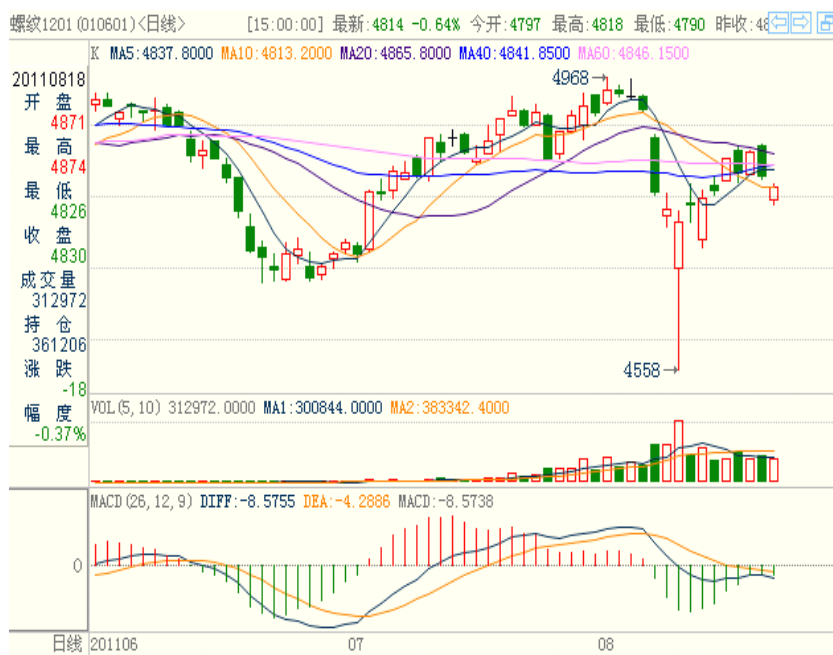 螺纹1201(010601)<日线> [15:00:00] 最新:4814 -0.64% 今开:4797 最高:4818 最低:4790 昨收:48
K MA5:4837.8000 MA10:4813.2000 MA20:4865.8000 MA40:4841.8500 MA60:4846.1500
20110818
开 盘
4871
最 高
4874
最 低
4826
收 盘
4830
成交量
312972
持 仓
361206
涨 跌
-18
幅 度
-0.37%
4968
4558
VOL(5,10) 312972.0000 MA1:300844.0000 MA2:383342.4000
MACD(26,12,9) DIFF:-8.5755 DEA:-4.2886 MACD:-8.5738
0
日线 201106 07 08